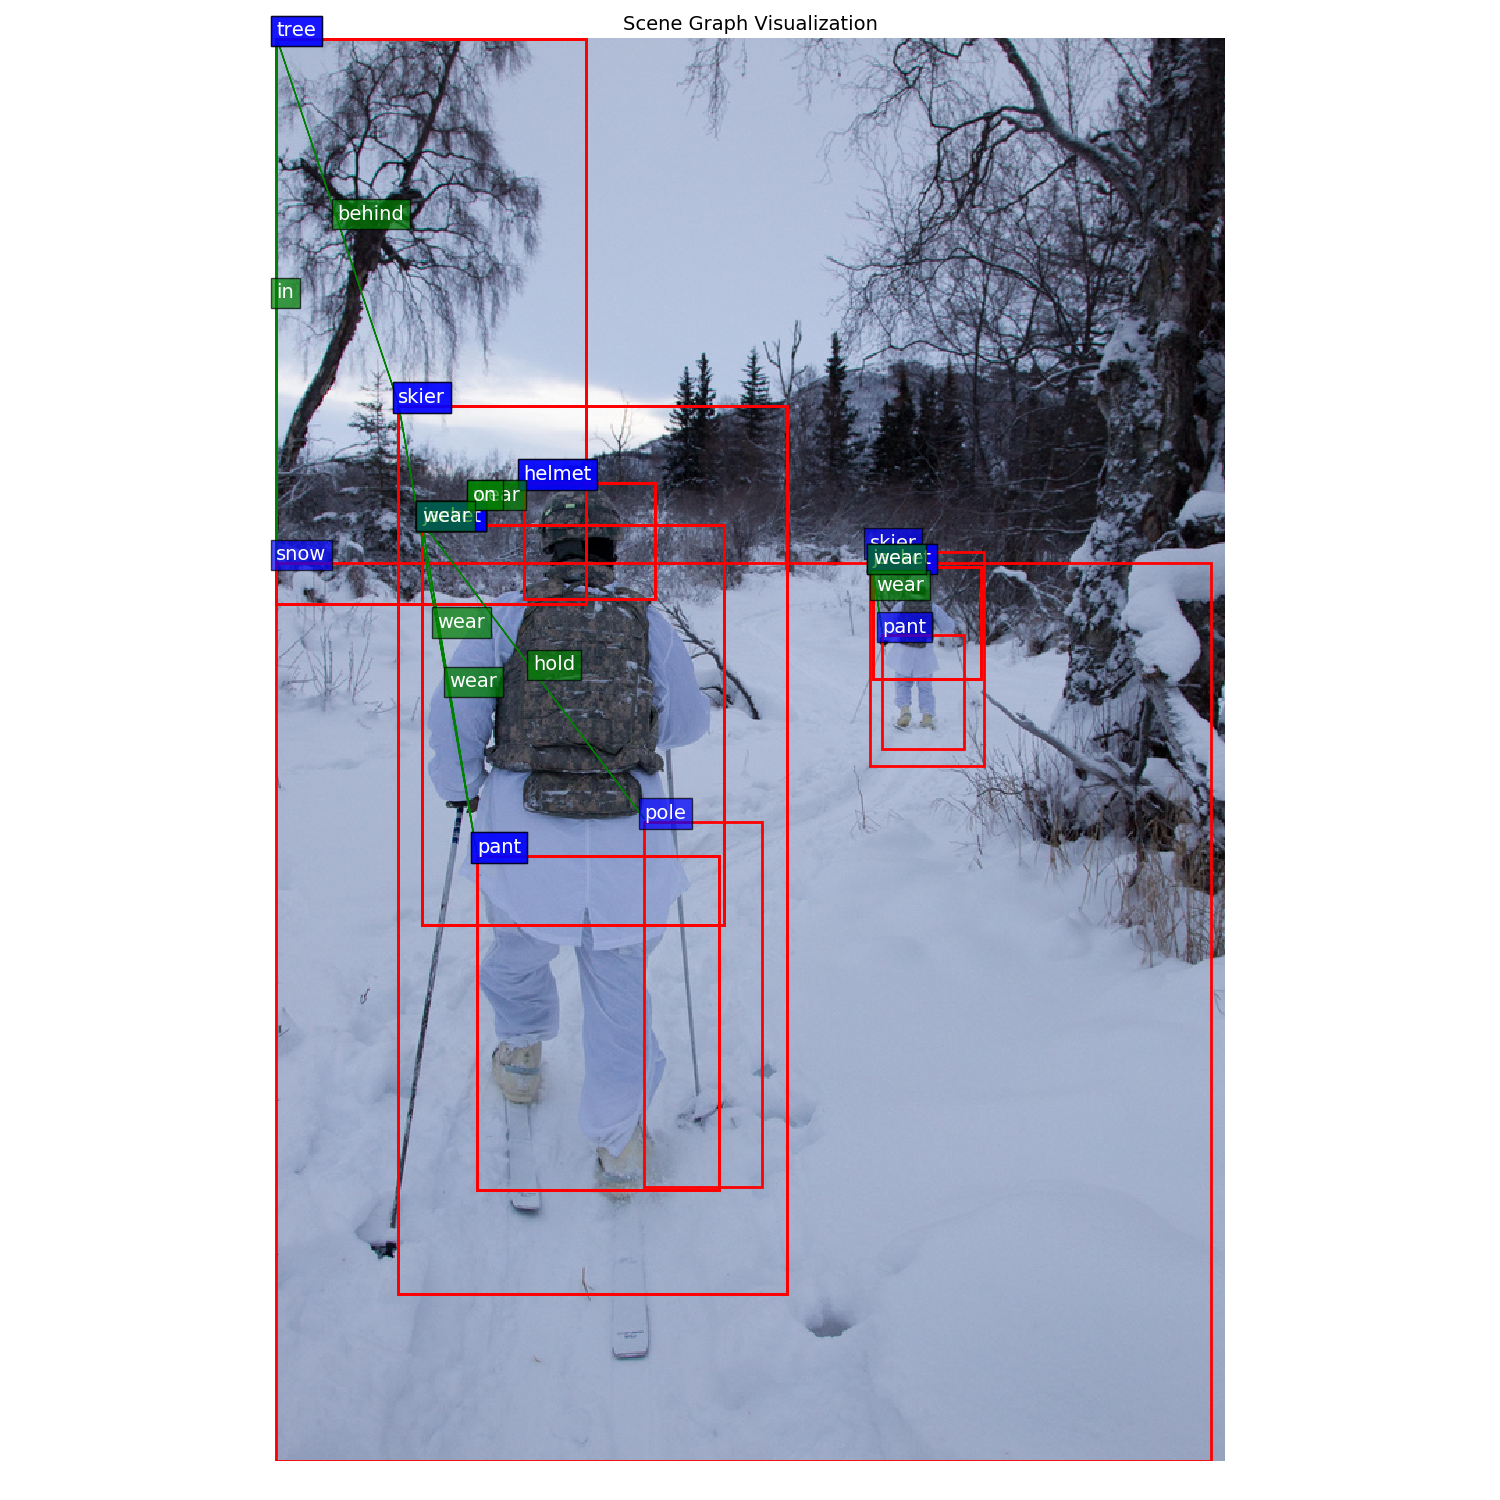 Scene Graph Visualization
tree
behind
in
skier
helmet
on
wear
snow
skier
wear
wear
wear
pant
hold
wear
pole
pant